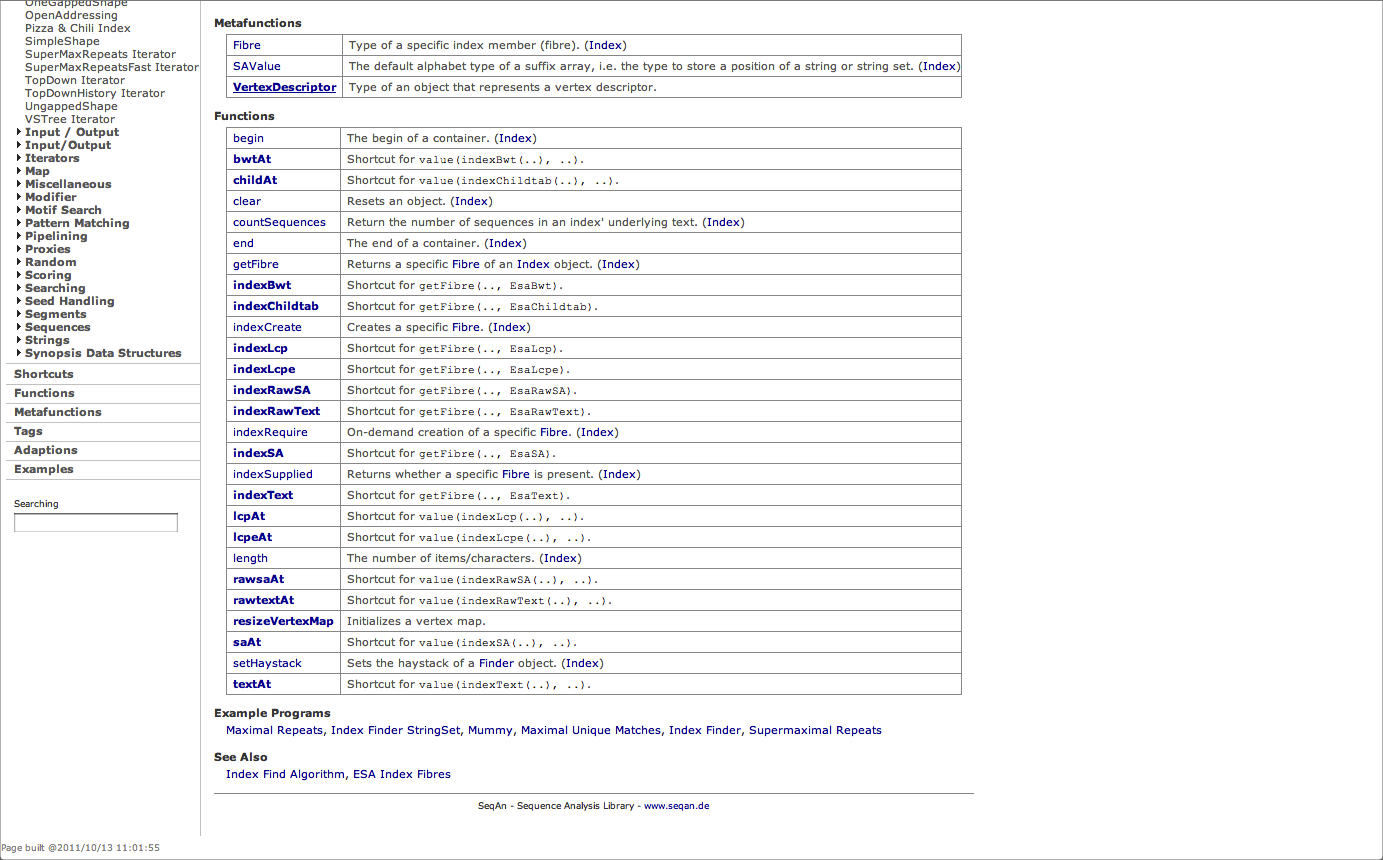 OneGappedShape
OpenAddressing
Pizza & Chili Index
SimpleShape
SuperMaxRepeats Iterator
SuperMaxRepeatsFast Iterator
TopDown Iterator
TopDownHistory Iterator
UngappedShape
VSTree Iterator
Input / Output
Input/Output
Iterators
Map
Miscellaneous
Modifier
Motif Search
Pattern Matching
Pipelining
Proxies
Random
Scoring
Searching
Seed Handling
Segments
Sequences
Strings
Synopsis Data Structures
Shortcuts
Functions
Metafunctions
Tags
Adaptions
Examples
Searching
Metafunctions
Fibre Type of a specific index member (fibre). (Index)
SAValue The default alphabet type of a suffix array, i.e. the type to store a position of a string or string set. (Index)
VertexDescriptor Type of an object that represents a vertex descriptor.
Functions
begin The begin of a container. (Index)
bwtAt Shortcut for value(indexBwt(..), ..).
childAt Shortcut for value(indexChildtab(..), ..).
clear Resets an object. (Index)
countSequences Return the number of sequences in an index' underlying text. (Index)
end The end of a container. (Index)
getFibre Returns a specific Fibre of an Index object. (Index)
indexBwt Shortcut for getFibre(.., EsaBwt).
indexChildtab Shortcut for getFibre(.., EsaChildtab).
indexCreate Creates a specific Fibre. (Index)
indexLcp Shortcut for getFibre(.., EsaLcp).
indexLcpe Shortcut for getFibre(.., EsaLcpe).
indexRawSA Shortcut for getFibre(.., EsaRawSA).
indexRawText Shortcut for getFibre(.., EsaRawText).
indexRequire On-demand creation of a specific Fibre. (Index)
indexSA Shortcut for getFibre(.., EsaSA).
indexSupplied Returns whether a specific Fibre is present. (Index)
indexText Shortcut for getFibre(.., EsaText).
lcpAt Shortcut for value(indexLcp(..), ..).
lcpeAt Shortcut for value(indexLcpe(..), ..).
length The number of items/characters. (Index)
rawsaAt Shortcut for value(indexRawSA(..), ..).
rawtextAt Shortcut for value(indexRawText(..), ..).
resizeVertexMap Initializes a vertex map.
saAt Shortcut for value(indexSA(..), ..).
setHaystack Sets the haystack of a Finder object. (Index)
textAt Shortcut for value(indexText(..), ..).
Example Programs
Maximal Repeats, Index Finder StringSet, Mummy, Maximal Unique Matches, Index Finder, Supermaximal Repeats
See Also
Index Find Algorithm, ESA Index Fibres
SeqAn - Sequence Analysis Library - www.seqan.de
Page built @2011/10/13 11:01:55